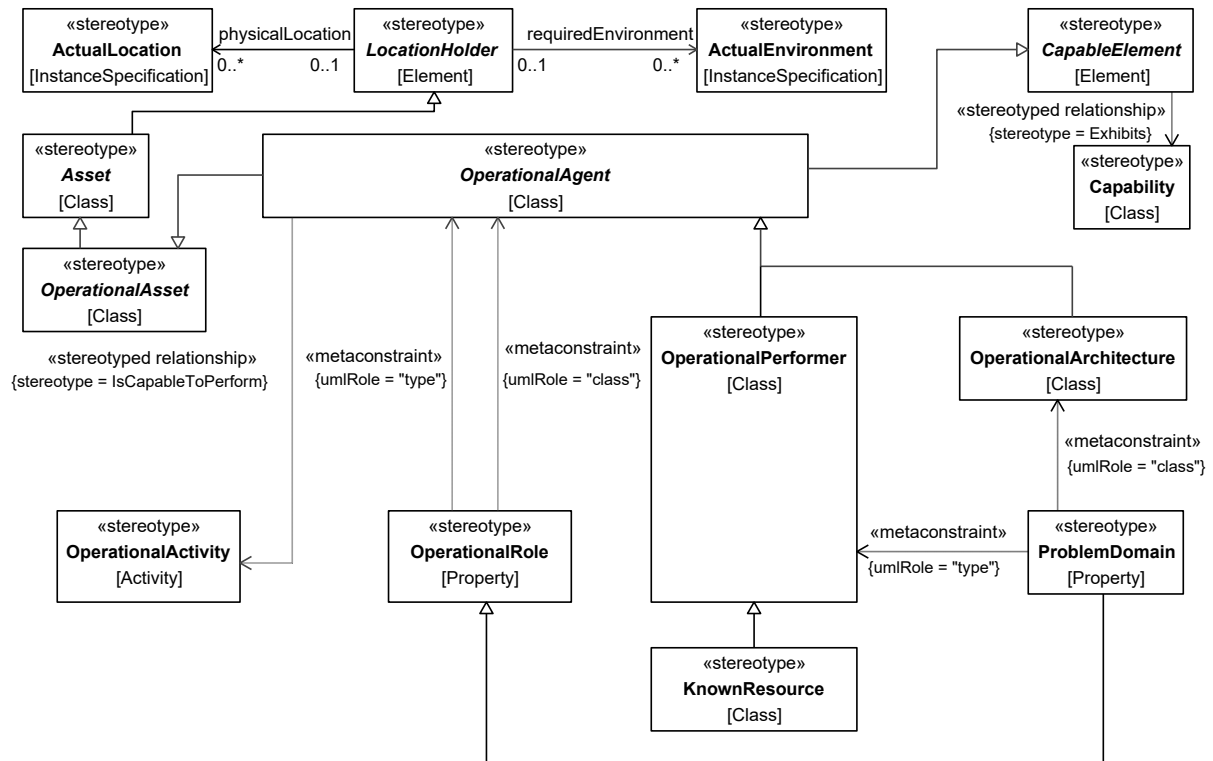 «stereotype»
ActualLocation
[InstanceSpecification]
physicalLocation
0..*
0..1
«stereotype»
LocationHolder
[Element]
requiredEnvironment
0..1
0..*
«stereotype»
ActualEnvironment
[InstanceSpecification]
«stereotype»
CapableElement
[Element]
«stereotyped relationship»
{stereotype = Exhibits}
«stereotype»
Asset
[Class]
«stereotype»
OperationalAgent
[Class]
«stereotype»
Capability
[Class]
«stereotype»
OperationalAsset
[Class]
«stereotyped relationship»
{stereotype = IsCapableToPerform}
«metaconstraint»
{umlRole = "type"}
«metaconstraint»
{umlRole = "class"}
«stereotype»
OperationalPerformer
[Class]
«stereotype»
OperationalArchitecture
[Class]
«metaconstraint»
{umlRole = "class"}
«stereotype»
OperationalActivity
[Activity]
«stereotype»
OperationalRole
[Property]
«metaconstraint»
{umlRole = "type"}
«stereotype»
ProblemDomain
[Property]
«stereotype»
KnownResource
[Class]